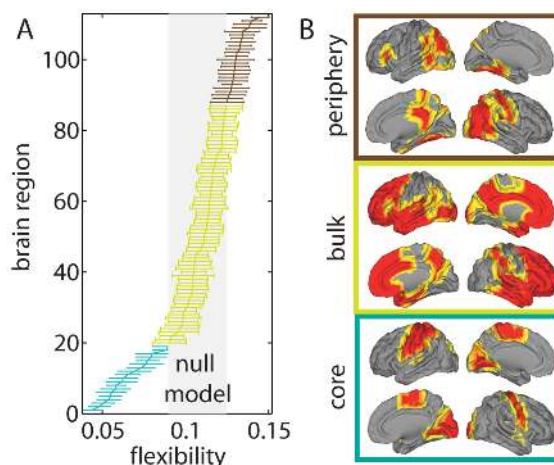 A
B
100
80
60
40
20
0
brain region
null
model
0.05
0.1
0.15
flexibility
periphery
bulk
core